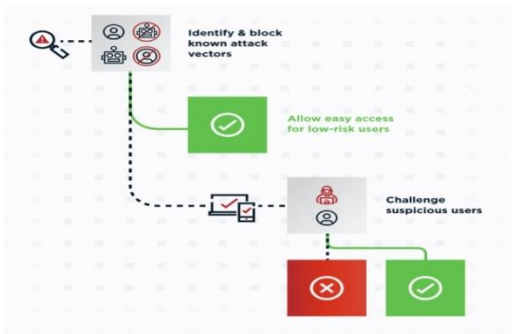 Identify & block
known attack
vectors
Allow easy access
for low-risk users
Challenge
suspicious users